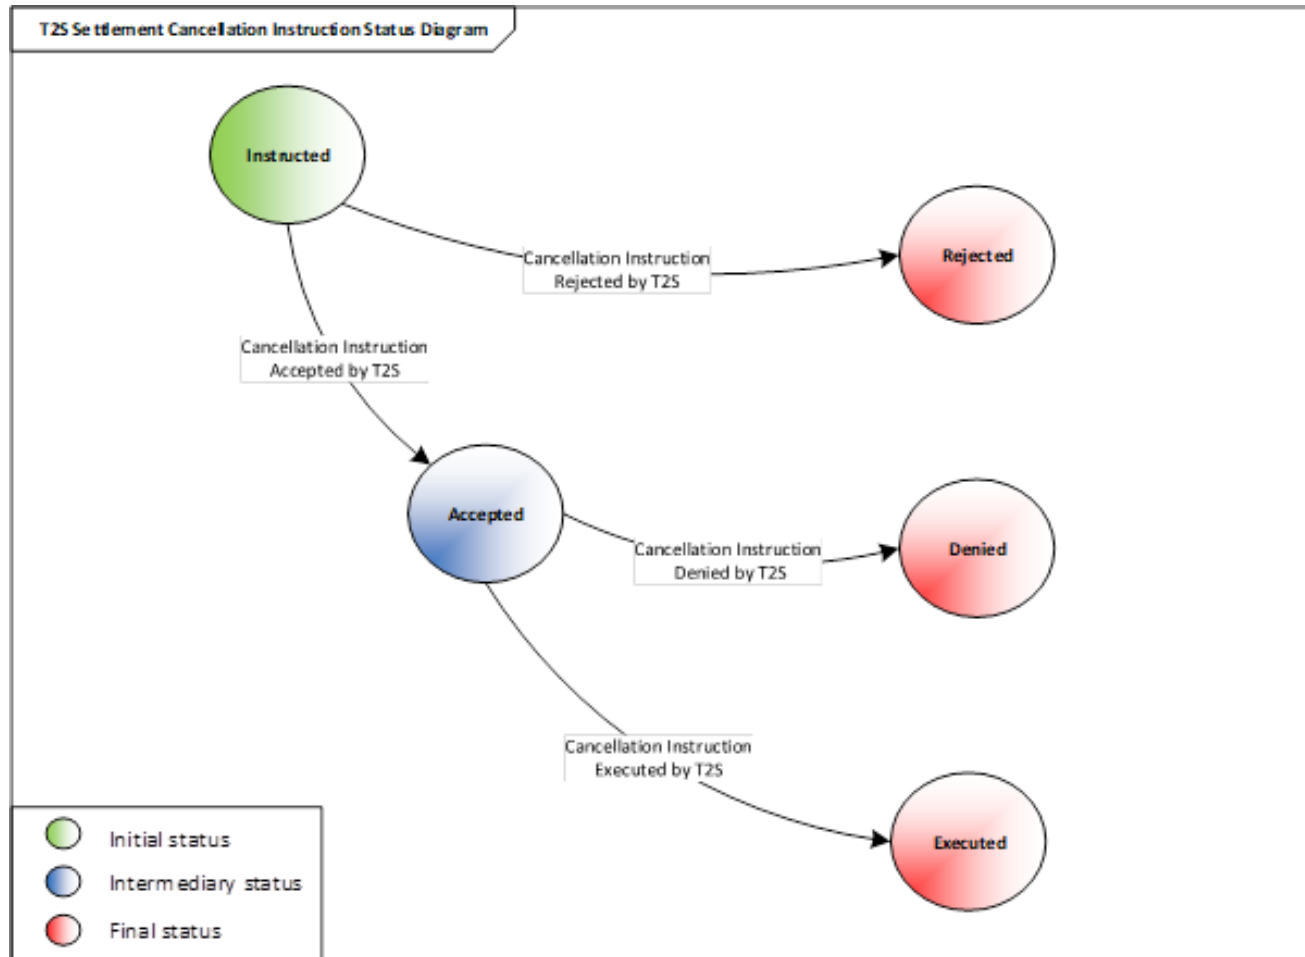 T2S Settlement Cancellation Instruction Status Diagram
Instructed
Cancellation Instruction
Rejected by T2S
Rejected
Cancellation Instruction
Accepted by T2S
Accepted
Cancellation Instruction
Denied by T2S
Denied
Cancellation Instruction
Executed by T2S
Executed
Initial status
Intermediary status
Final status